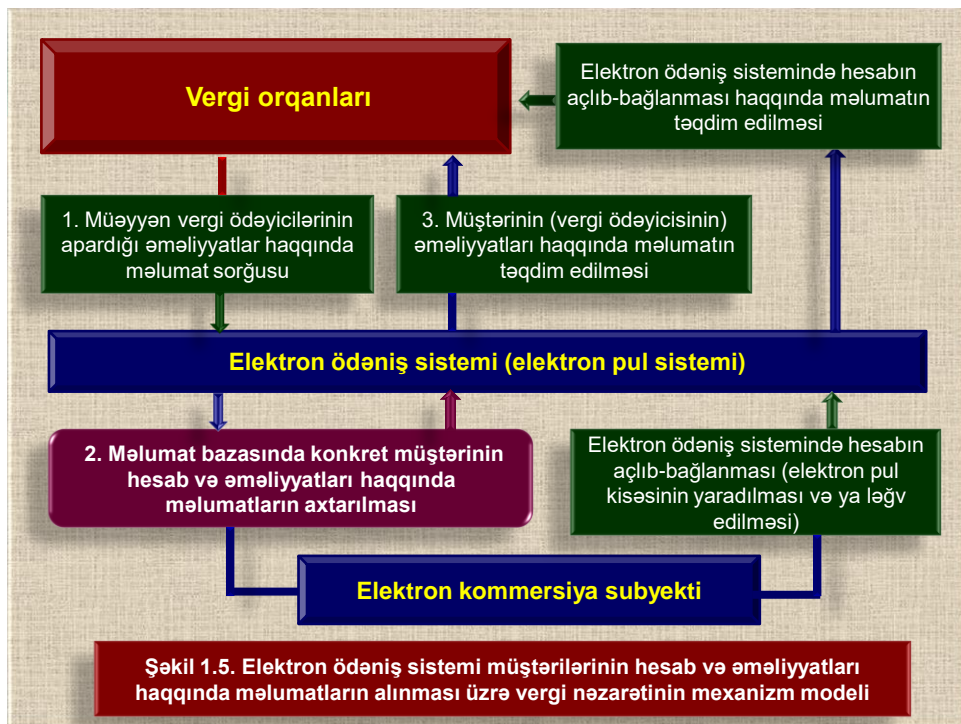 Vergi orqanları
Elektron ödəniş sistemində hesabın
açlıb-bağlanması haqqında məlumatın
təqdim edilməsi
1. Müəyyən vergi ödəyicilərinin
apardığı əməliyyatlar haqqında
məlumat sorğusu
3. Müştərinin (vergi ödəyicisinin)
əməliyyatları haqqında məlumatın
təqdim edilməsi
Elektron ödəniş sistemi (elektron pul sistemi)
2. Məlumat bazasında konkret müştərinin
hesab və əməliyyatları haqqında
məlumatların axtarılması
Elektron ödəniş sistemində hesabın
açlıb-bağlanması (elektron pul
kisəsinin yaradılması və ya ləğv
edilməsi)
Elektron kommersiya subyekti
Şəkil 1.5. Elektron ödəniş sistemi müştərilərinin hesab və əməliyyatları
haqqında məlumatların alınması üzrə vergi nəzarətinin mexanizm modeli